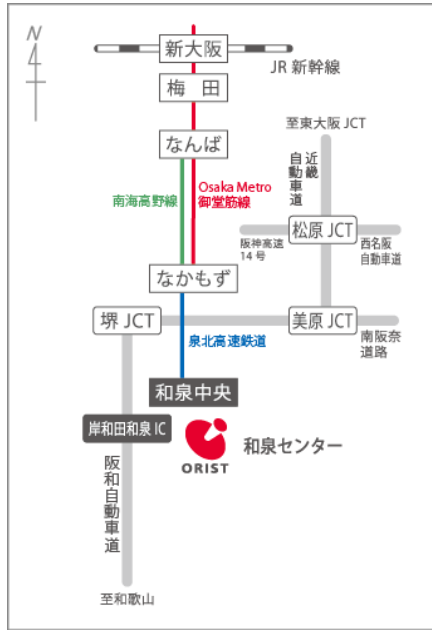 N
新大阪
JR 新幹線
梅　田
至東大阪 JCT
なんば
近畿
自動車道
南海高野線
Osaka Metro
御堂筋線
松原 JCT
阪神高速
14 号
西名阪
自動車道
なかもず
堺 JCT
美原 JCT
泉北高速鉄道
南阪奈
道路
和泉中央
岸和田和泉 IC
和泉センター
ORIST
阪和自動車道
至和歌山